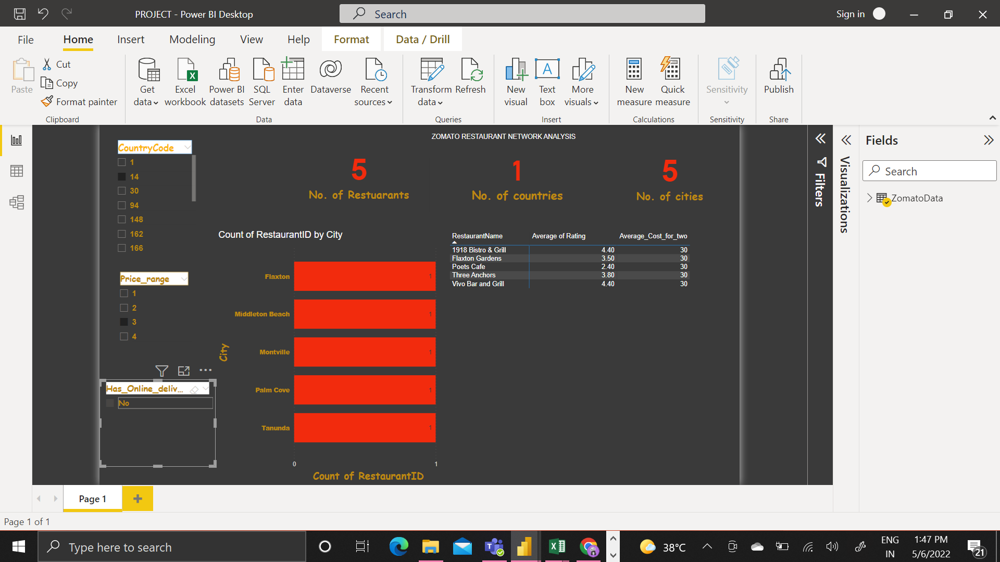 PROJECT - Power BI Desktop
Search
Sign in
File
Home
Insert
Modeling
View
Help
Format
Data / Drill
Paste
Cut
Copy
Format painter
Clipboard
Get data
Excel workbook
Power BI datasets
SQL Server
Enter data
Dataverse
Recent sources
Data
Transform data
Refresh
Queries
New visual
Text box
More visuals
Insert
New measure
Quick measure
Calculations
Sensitivity
Sensitivity
Publish
Share
ZOMATO RESTAURANT NETWORK ANALYSIS
CountryCode
1
14
30
94
148
162
166
5
No. of Restuarants
1
No. of countries
5
No. of cities
Price_range
1
2
3
4
Has_Online_deliv...
No
Count of RestaurantID by City
City
Flaxton
1
Middleton Beach
1
Montville
1
Palm Cove
1
Tanunda
1
0
1
Count of RestaurantID
RestaurantName Average of Rating Average_Cost_for_two
1918 Bistro & Grill 4.40 30
Flaxton Gardens 3.50 30
Poets Cafe 2.40 30
Three Anchors 3.80 30
Vivo Bar and Grill 4.40 30
Filters
Visualizations
Fields
Search
ZomatoData
Page 1
Page 1 of 1
Type here to search
38°C
ENG
IN
1:47 PM
5/6/2022
21